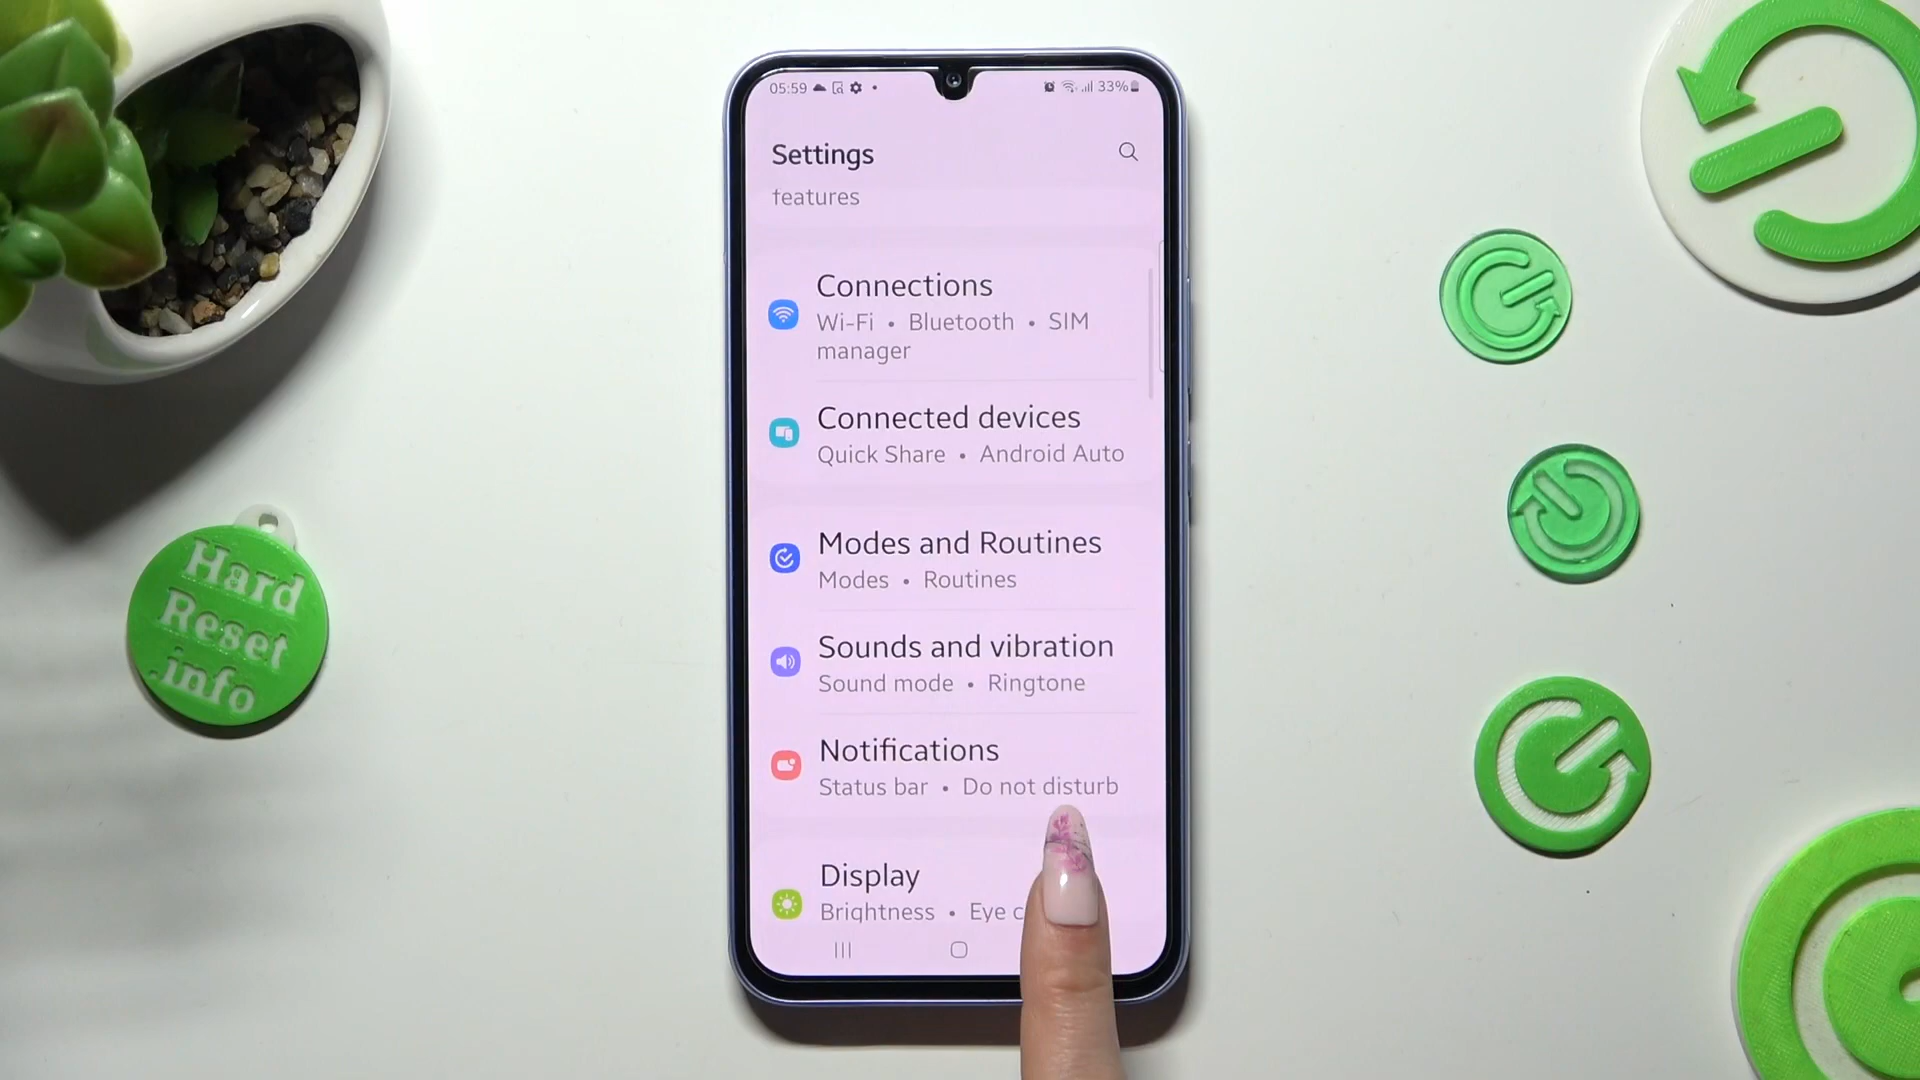 05:59
33%
Settings
features
Connections
Wi-Fi • Bluetooth • SIM
manager
Connected devices
Quick Share • Android Auto
Modes and Routines
Modes • Routines
Sounds and vibration
Sound mode • Ringtone
Notifications
Status bar • Do not disturb
Display
Brightness • Eye
Hard
Reset
.info